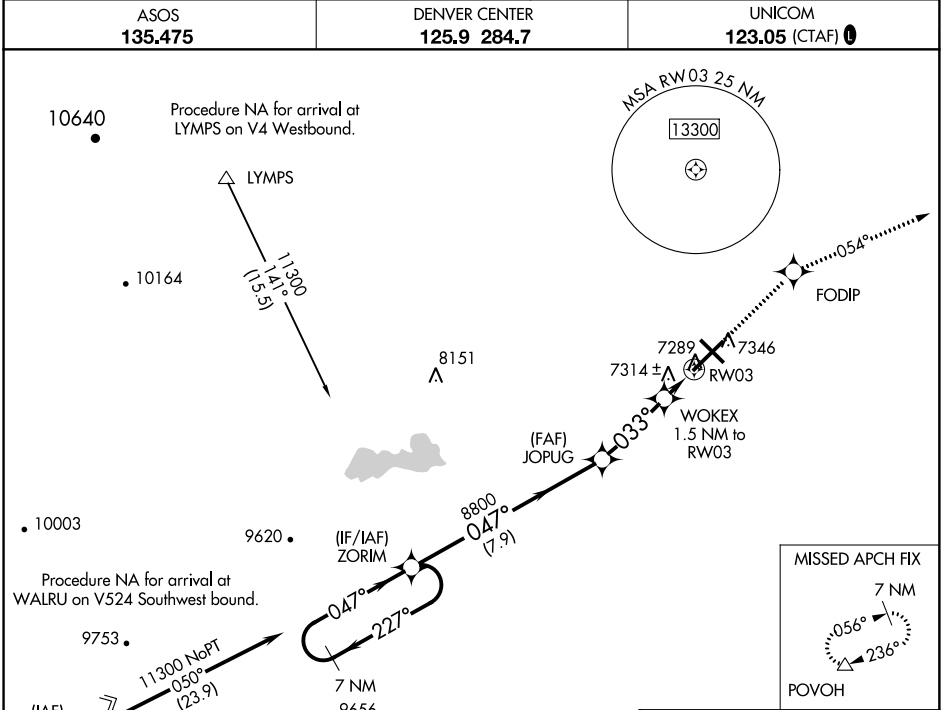 ASOS
135.475
DENVER CENTER
125.9 284.7
UNICOM
123.05 (CTAF) L
MSA RW03 25 NM
13300
10640
Procedure NA for arrival at
LYMPS on V4 Westbound.
LYMPS
11300
141°
(15.5)
10164
054°
FODIP
8151
7289
7346
7314 ±
RW03
WOKEX
1.5 NM to
RW03
033°
(FAF)
JOPUG
8800
047°
(7.9)
10003
9620
(IF/IAF)
ZORIM
Procedure NA for arrival at
WALRU on V524 Southwest bound.
047°
227°
9753
11300 NoPT
050°
(23.9)
7 NM
9656
(IAF)
MISSED APCH FIX
7 NM
056°
236°
POVOH